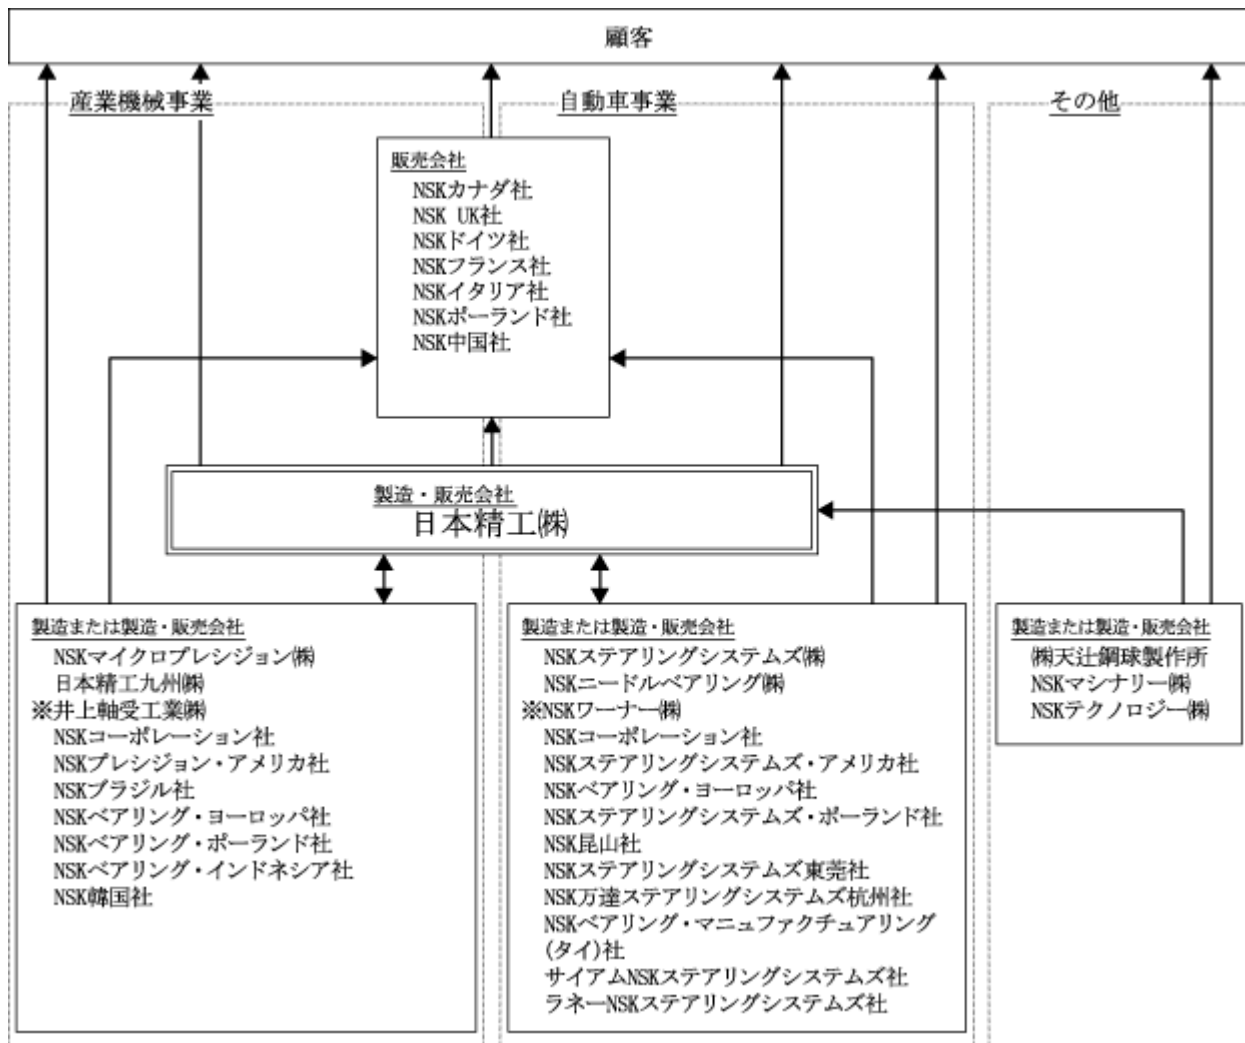 顧客
産業機械事業
自動車事業
その他
販売会社
NSKカナダ社
NSK UK社
NSKドイツ社
NSKフランス社
NSKイタリア社
NSKポーランド社
NSK中国社
製造・販売会社
日本精工㈱
製造または製造・販売会社
NSKマイクロプレシジョン㈱
日本精工九州㈱
※井上軸受工業㈱
NSKコーポレーション社
NSKプレシジョン・アメリカ社
NSKブラジル社
NSKベアリング・ヨーロッパ社
NSKベアリング・ポーランド社
NSKベアリング・インドネシア社
NSK韓国社
製造または製造・販売会社
NSKステアリングシステムズ㈱
NSKニードルベアリング㈱
※NSKワーナー㈱
NSKコーポレーション社
NSKステアリングシステムズ・アメリカ社
NSKベアリング・ヨーロッパ社
NSKステアリングシステムズ・ポーランド社
NSK昆山社
NSKステアリングシステムズ東莞社
NSK万達ステアリングシステムズ杭州社
NSKベアリング・マニュファクチュアリング
(タイ)社
サイアムNSKステアリングシステムズ社
ラネーNSKステアリングシステムズ社
製造または製造・販売会社
㈱天辻鋼球製作所
NSKマシナリー㈱
NSKテクノロジー㈱